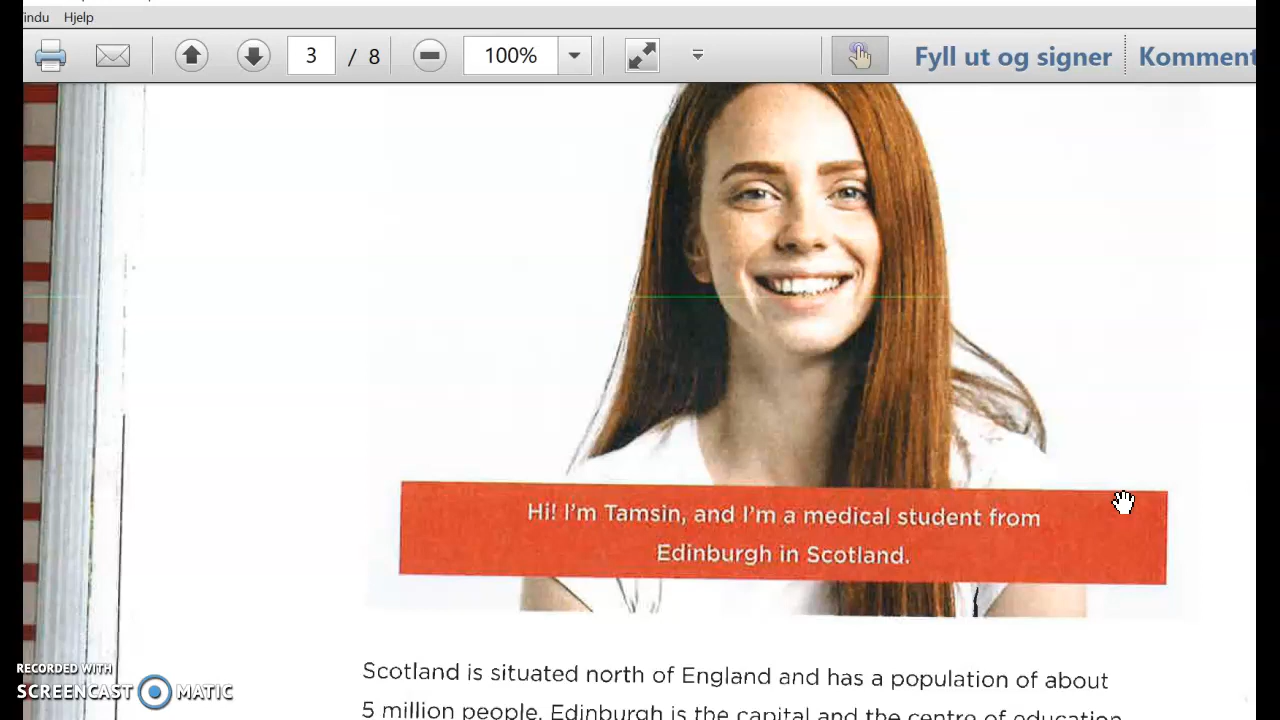 indu Hjelp
3 / 8 100% Fyll ut og signer Komment
Hi! I'm Tamsin, and I'm a medical student from
Edinburgh in Scotland.
Scotland is situated north of England and has a population of about
5 million people. Edinburgh is the capital and the centre of education
RECORDED WITH
SCREENCAST MATIC